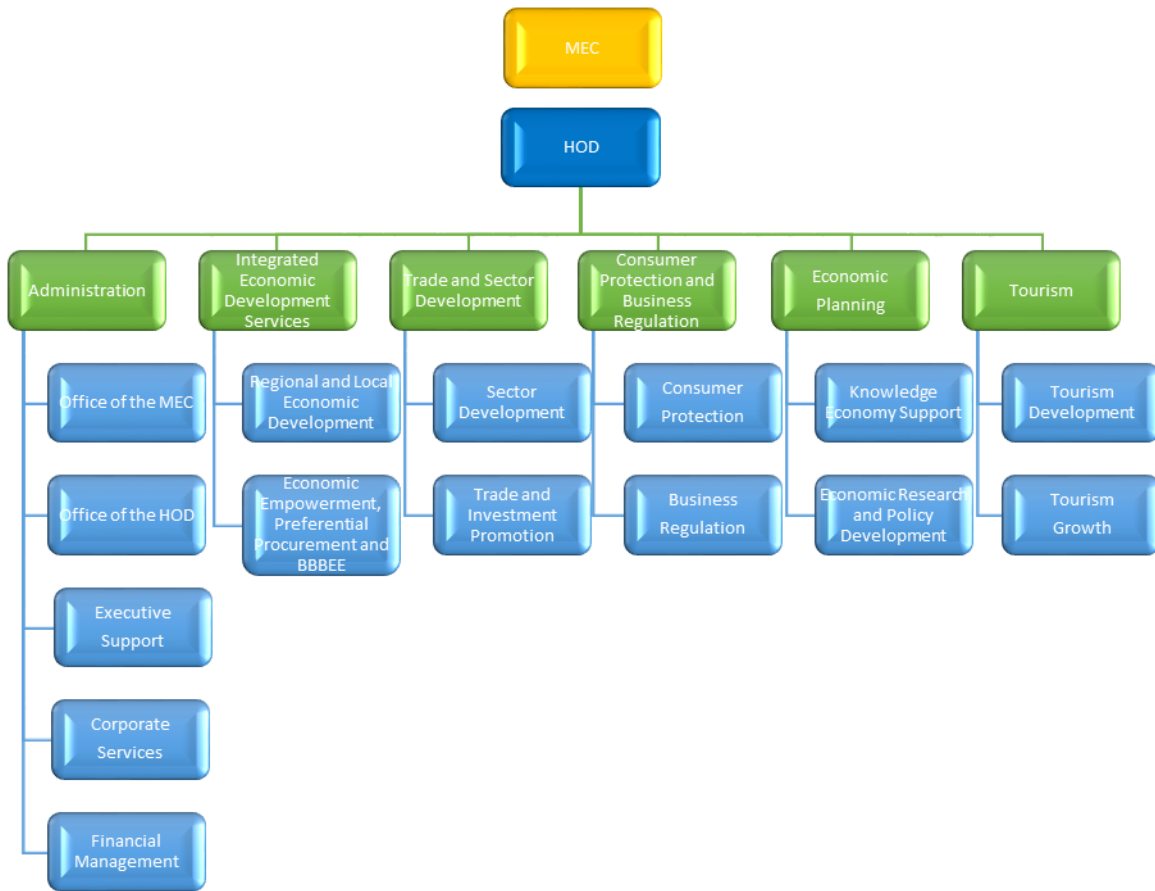 MEC
HOD
Administration
Integrated
Economic
Development
Services
Trade and Sector
Development
Consumer
Protection and
Business
Regulation
Economic
Planning
Tourism
Office of the MEC
Regional and Local
Economic
Development
Sector
Development
Consumer
Protection
Knowledge
Economy Support
Tourism
Development
Office of the HOD
Economic
Empowerment,
Preferential
Procurement and
BBBEE
Trade and
Investment
Promotion
Business
Regulation
Economic Research
and Policy
Development
Tourism
Growth
Executive
Support
Corporate
Services
Financial
Management